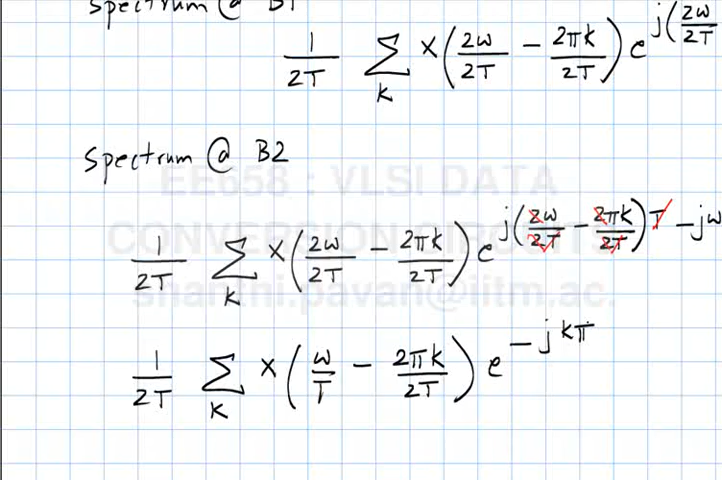 Spectrum @ B1
1/2T Σ_K X(2ω/2T − 2πk/2T) e^{j(2ω/2T
Spectrum @ B2
EE658 : VLSI DATA
1/2T Σ_K X(2ω/2T − 2πk/2T) e^{j(2ω/2T − 2πk/2T)T − jω
CONVERSION CIRCUITS
shanthi.pavan@iitm.ac.
1/2T Σ_K X(ω/T − 2πk/2T) e^{−jkπ}